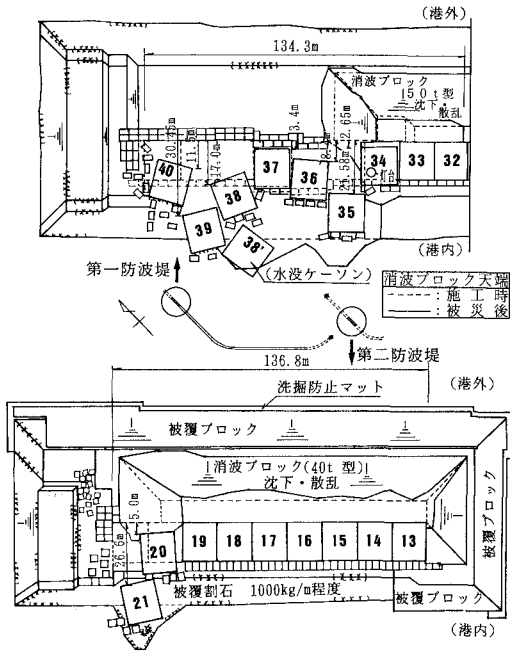 (港外)
134.3m
消波ブロック
50t型
沈下・散乱
3.4m
2.65m
30.45m
11.5m
17.0m
21.58m
40
37
36
34
33
32
灯台
38
39
38'
35
(水没ケーソン)
(港内)
第一防波堤
消波ブロック天端
:施工時
:被災後
第二防波堤
136.8m
洗掘防止マット
(港外)
被覆ブロック
消波ブロック(40t型)
沈下・散乱
被覆ブロック
5.0m
26.6m
20
19
18
17
16
15
14
13
21
被覆割石 1000kg/m程度
被覆ブロック
(港内)